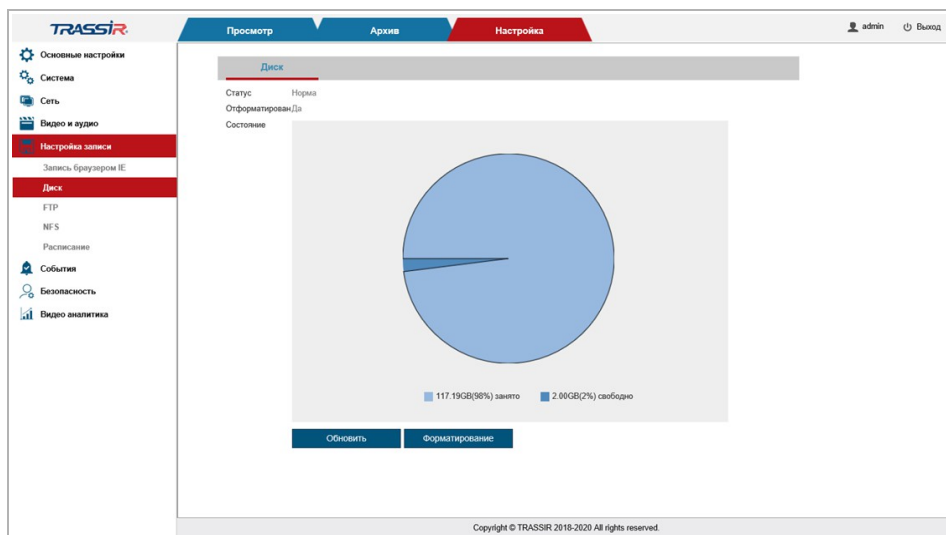 TRASSIR
Просмотр
Архив
Настройка
admin
Выход
Основные настройки
Система
Сеть
Видео и аудио
Настройка записи
Запись браузером IE
Диск
FTP
NFS
Расписание
События
Безопасность
Видео аналитика
Диск
Статус Норма
Отформатирован Да
Состояние
117.19GB(98%) занято 2.00GB(2%) свободно
Обновить Форматирование
Copyright © TRASSIR 2018-2020 All rights reserved.